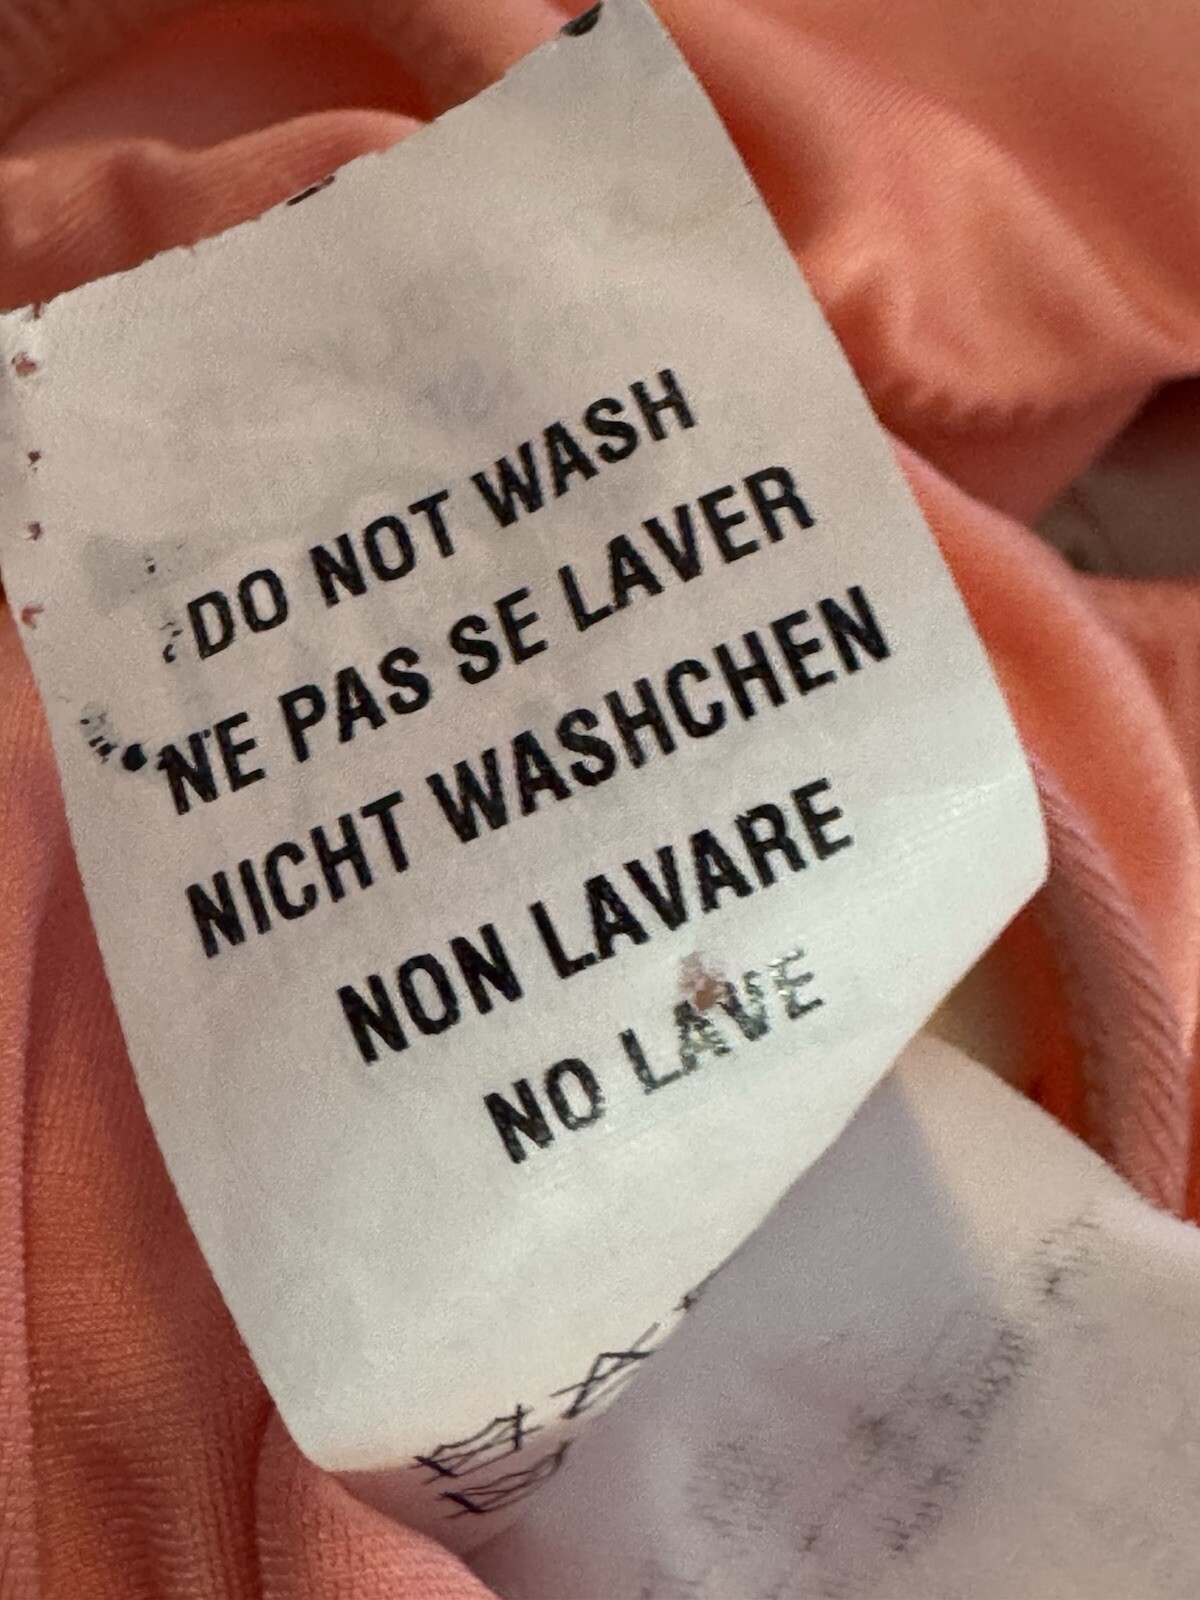 DO NOT WASH
NE PAS SE LAVER
NICHT WASHCHEN
NON LAVARE
NO LAVE